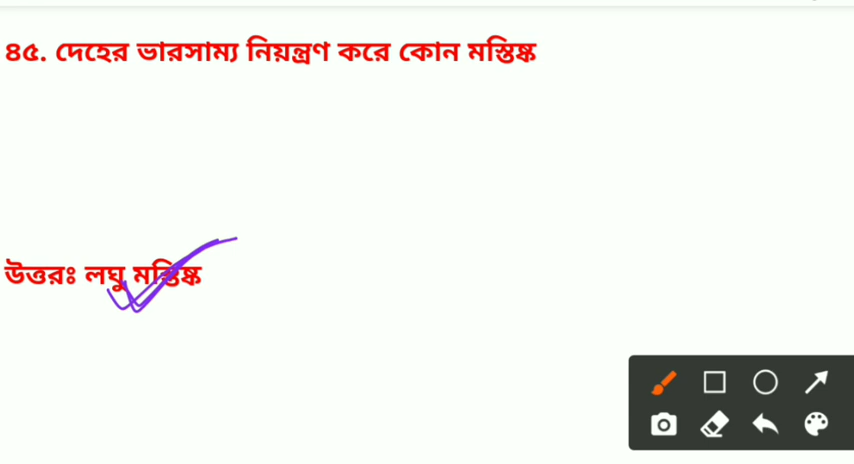 ৪৫. দেহের ভারসাম্য নিয়ন্ত্রণ করে কোন মস্তিষ্ক
উত্তরঃ লঘু মস্তিষ্ক